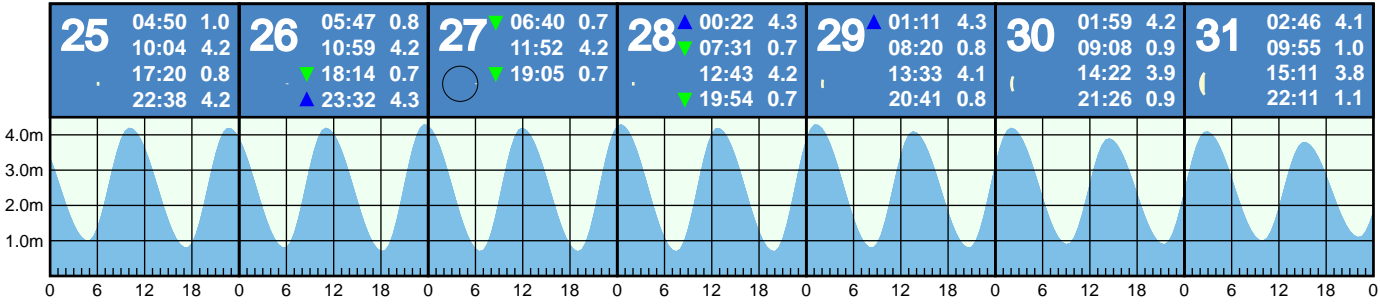 25
04:50 1.0
10:04 4.2
17:20 0.8
22:38 4.2
26
05:47 0.8
10:59 4.2
▼ 18:14 0.7
▲ 23:32 4.3
27
▼ 06:40 0.7
11:52 4.2
▼ 19:05 0.7
28
▲ 00:22 4.3
▼ 07:31 0.7
12:43 4.2
▼ 19:54 0.7
29
▲ 01:11 4.3
08:20 0.8
13:33 4.1
20:41 0.8
30
01:59 4.2
09:08 0.9
14:22 3.9
21:26 0.9
31
02:46 4.1
09:55 1.0
15:11 3.8
22:11 1.1
4.0m
3.0m
2.0m
1.0m
0 6 12 18 0 6 12 18 0 6 12 18 0 6 12 18 0 6 12 18 0 6 12 18 0 6 12 18 0